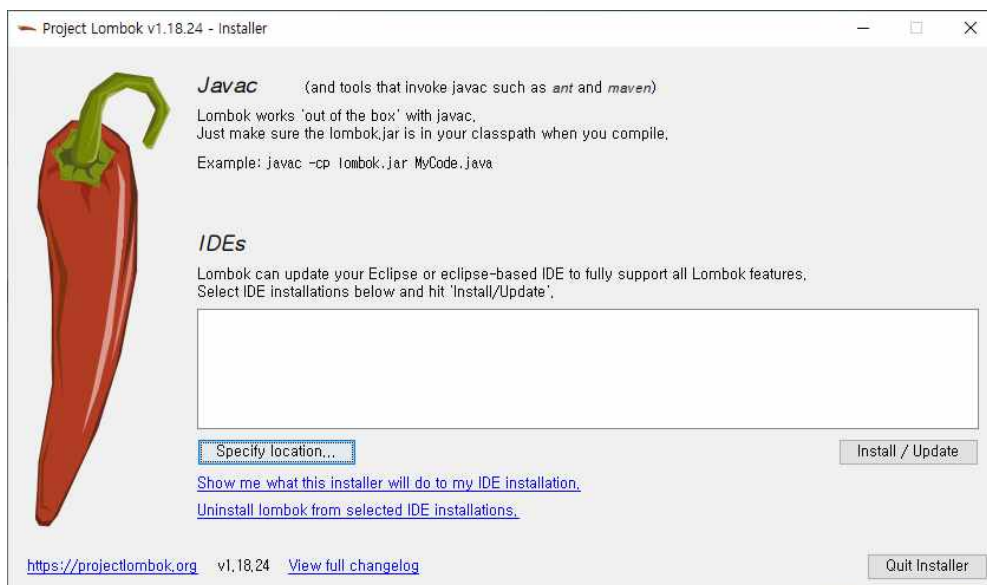 Project Lombok v1.18.24 - Installer
Javac (and tools that invoke javac such as ant and maven)
Lombok works 'out of the box' with javac.
Just make sure the lombok.jar is in your classpath when you compile.
Example: javac -cp lombok.jar MyCode.java
IDEs
Lombok can update your Eclipse or eclipse-based IDE to fully support all Lombok features.
Select IDE installations below and hit 'Install/Update'.
Specify location...
Install / Update
Show me what this installer will do to my IDE installation.
Uninstall lombok from selected IDE installations.
https://projectlombok.org v1.18.24 View full changelog
Quit Installer